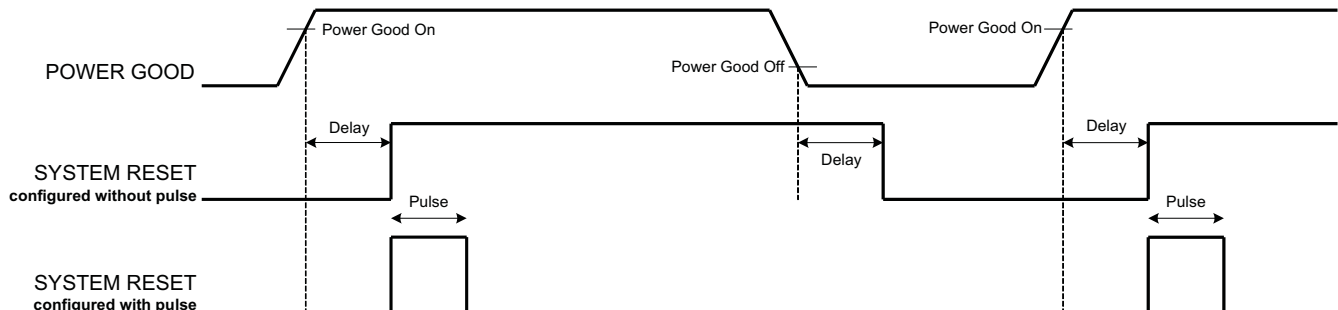 Power Good On
Power Good On
POWER GOOD
Power Good Off
Delay
Delay
Delay
SYSTEM RESET
configured without pulse
Pulse
Pulse
SYSTEM RESET
configured with pulse